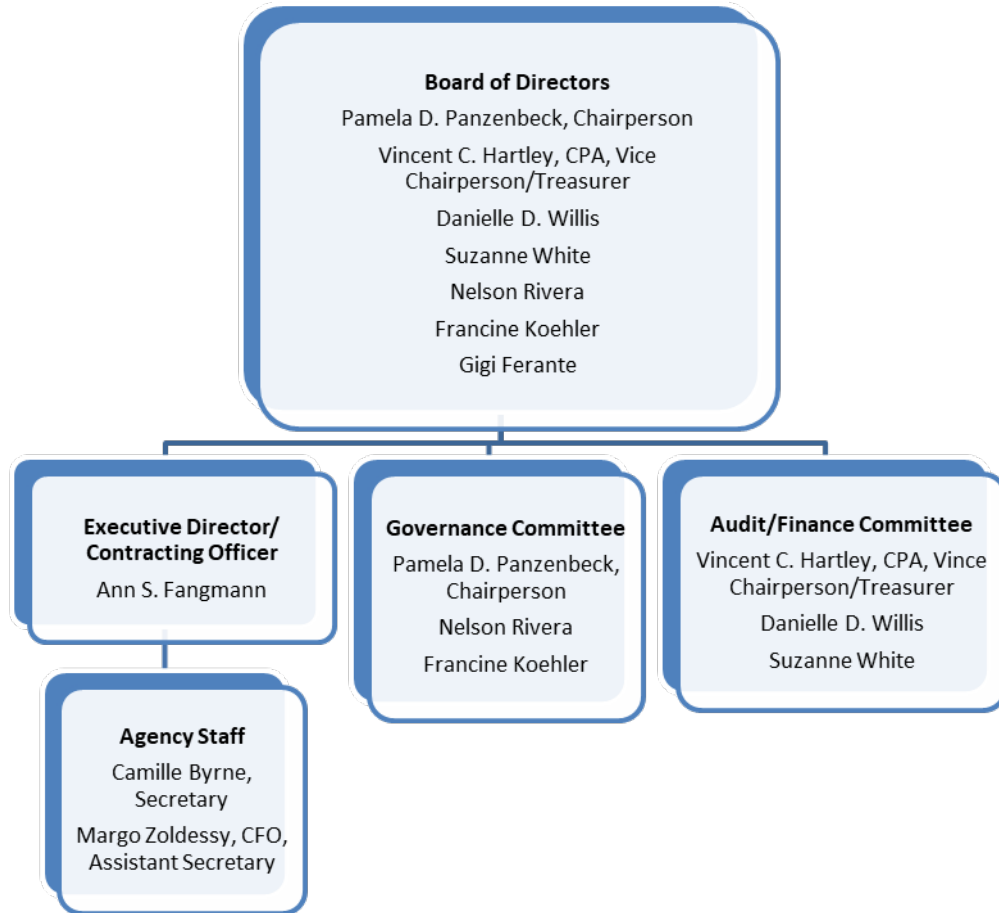 Board of Directors
Pamela D. Panzenbeck, Chairperson
Vincent C. Hartley, CPA, Vice
Chairperson/Treasurer
Danielle D. Willis
Suzanne White
Nelson Rivera
Francine Koehler
Gigi Ferante
Executive Director/
Contracting Officer
Ann S. Fangmann
Governance Committee
Pamela D. Panzenbeck,
Chairperson
Nelson Rivera
Francine Koehler
Audit/Finance Committee
Vincent C. Hartley, CPA, Vince
Chairperson/Treasurer
Danielle D. Willis
Suzanne White
Agency Staff
Camille Byrne,
Secretary
Margo Zoldessy, CFO,
Assistant Secretary